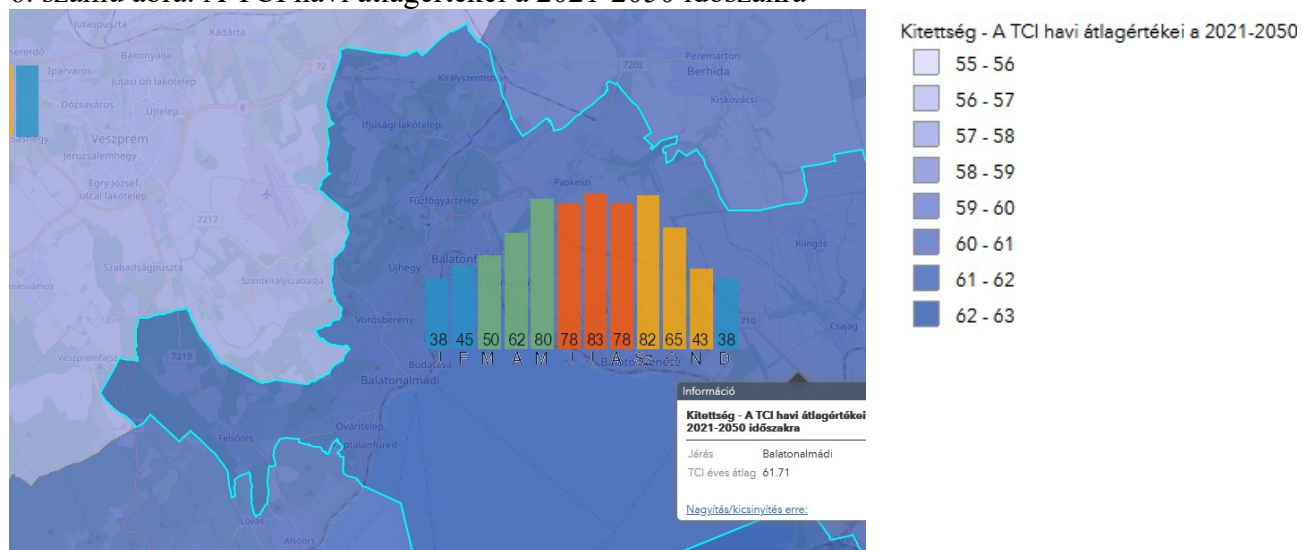 6. számú ábra: A TCI havi átlagértékei a 2021-2050 időszakra
Jutaspuszta
Kádárta
Bakonyalja
Iparváros
Jutasi úti lakótelep
72
Királyszentistván
7202
Peremarton
Berhida
Kiskovácsi
Dózsaváros
Újtelep
8
Veszprém
Jeruzsálemhegy
Ifjúsági lakótelep
Egry József
utcai lakótelep
Papkeszi
Fűzfőgyártelep
7217
Küngös
Szabadságpuszta
Szentkirályszabadja
Újhegy
Vörösberény
710
Csajág
38 45 50 62 80 78 83 78 82 65 43 38
J F M A M J J A Sz O N D
Veszprémfajsz
7219
Balatonalmádi
Óváritelep
Felsőörs
Lovas
Alsóörs
Információ
Kitettség - A TCI havi átlagértékei
2021-2050 időszakra
Járás Balatonalmádi
TCI éves átlag 61.71
Nagyítás/kicsinyítés erre:
Kitettség - A TCI havi átlagértékei a 2021-2050
55 - 56
56 - 57
57 - 58
58 - 59
59 - 60
60 - 61
61 - 62
62 - 63